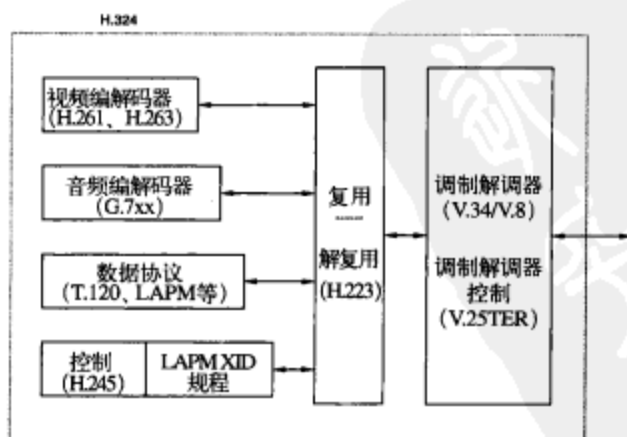 H.324
视频编解码器
(H.261、H.263)
音频编解码器
(G.7xx)
数据协议
(T.120、LAPM等)
控制
(H.245)
LAPM XID
规程
复用
解复用
(H.223)
调制解调器
(V.34/V.8)
调制解调器
控制
(V.25TER)